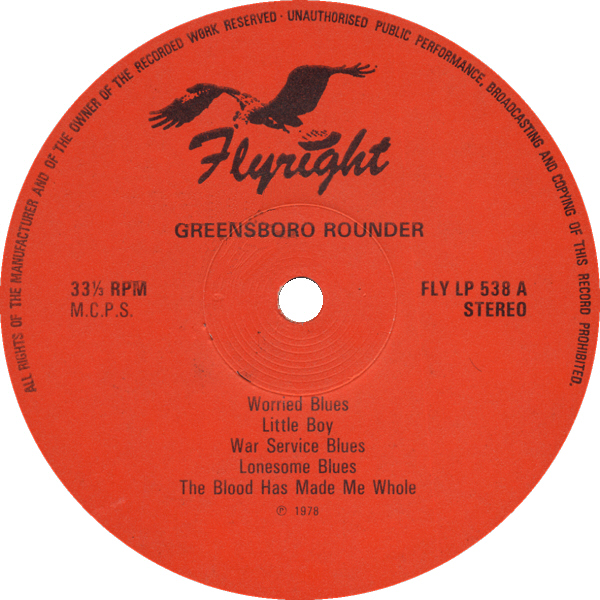 ALL RIGHTS OF THE MANUFACTURER AND OF THE OWNER OF THE RECORDED WORK RESERVED · UNAUTHORISED PUBLIC PERFORMANCE, BROADCASTING AND COPYING OF THIS RECORD PROHIBITED.
Flyright
GREENSBORO ROUNDER
33⅓ RPM
M.C.P.S.
FLY LP 538 A
STEREO
Worried Blues
Little Boy
War Service Blues
Lonesome Blues
The Blood Has Made Me Whole
℗ 1978